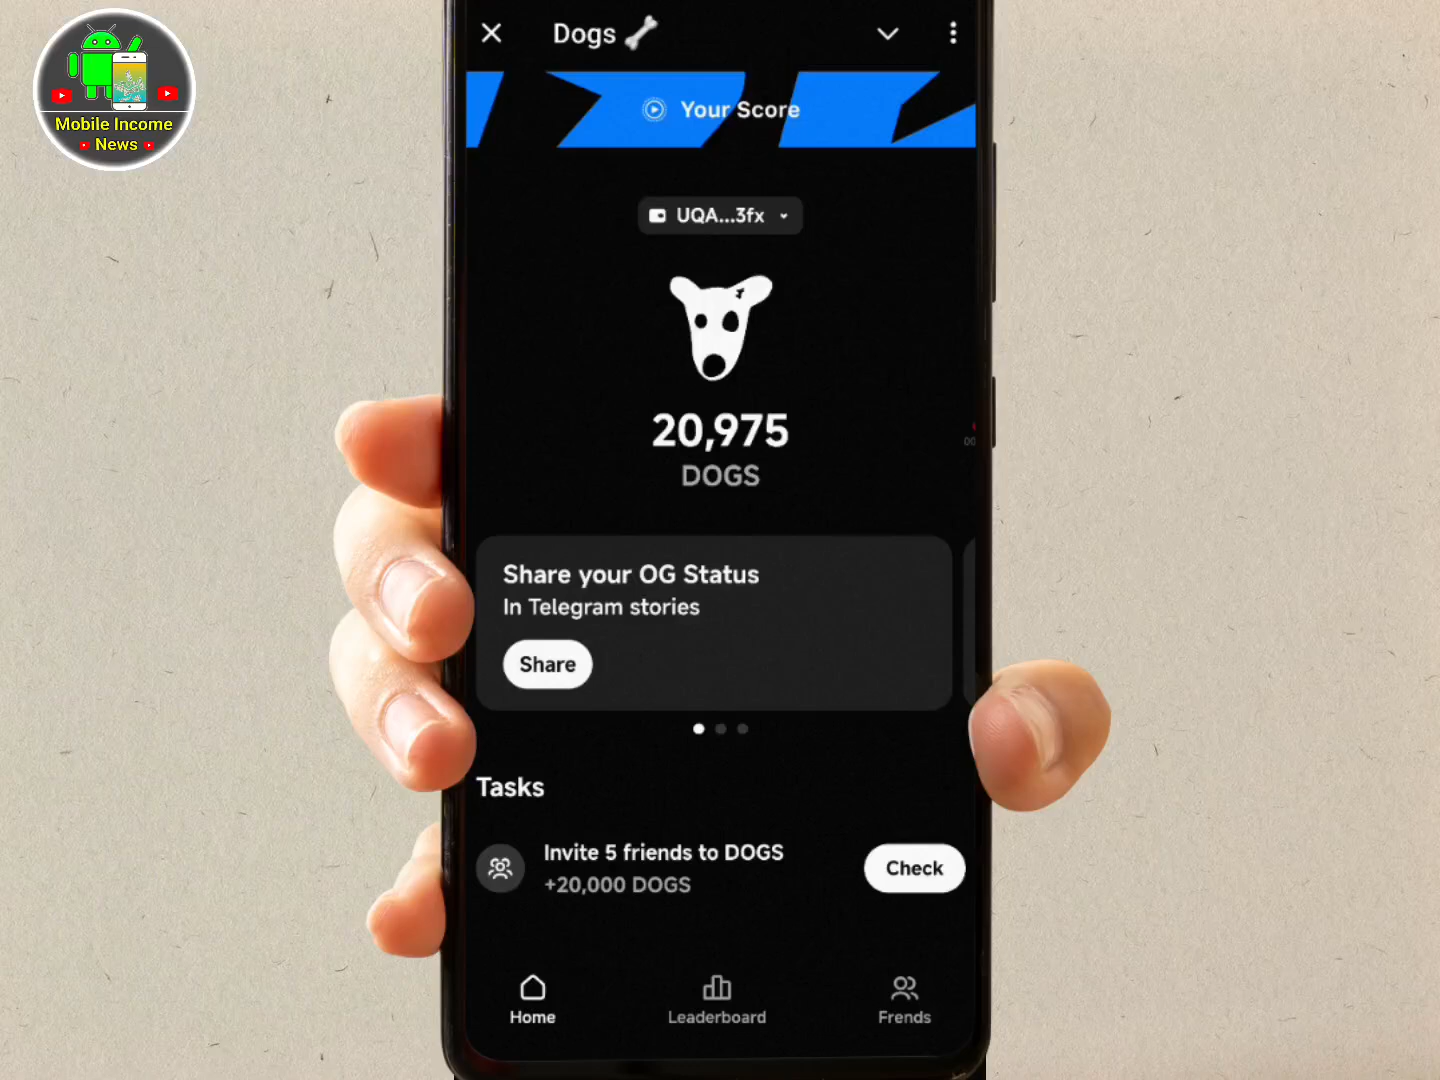 Mobile Income
News
Dogs
Your Score
UQA...3fx
20,975
DOGS
Share your OG Status
In Telegram stories
Share
Tasks
Invite 5 friends to DOGS
+20,000 DOGS
Check
Home
Leaderboard
Frends